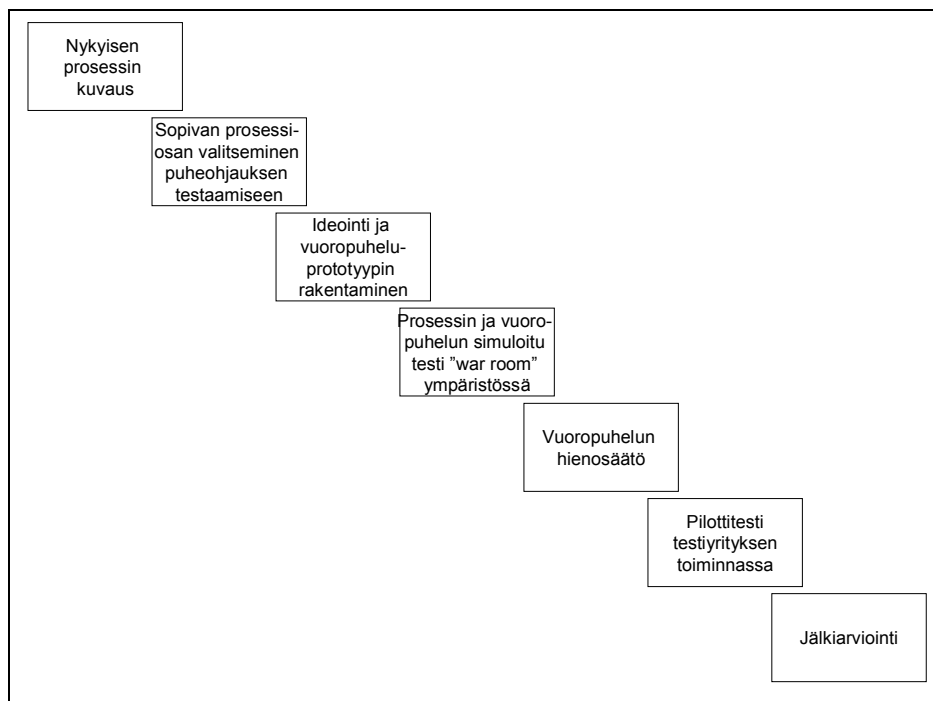 Nykyisen
prosessin
kuvaus
Sopivan prosessi-
osan valitseminen
puheohjauksen
testaamiseen
Ideointi ja
vuoropuhelu-
prototyypin
rakentaminen
Prosessin ja vuoro-
puhelun simuloitu
testi ”war room”
ympäristössä
Vuoropuhelun
hienosäätö
Pilottitesti
testiyrityksen
toiminnassa
Jälkiarviointi